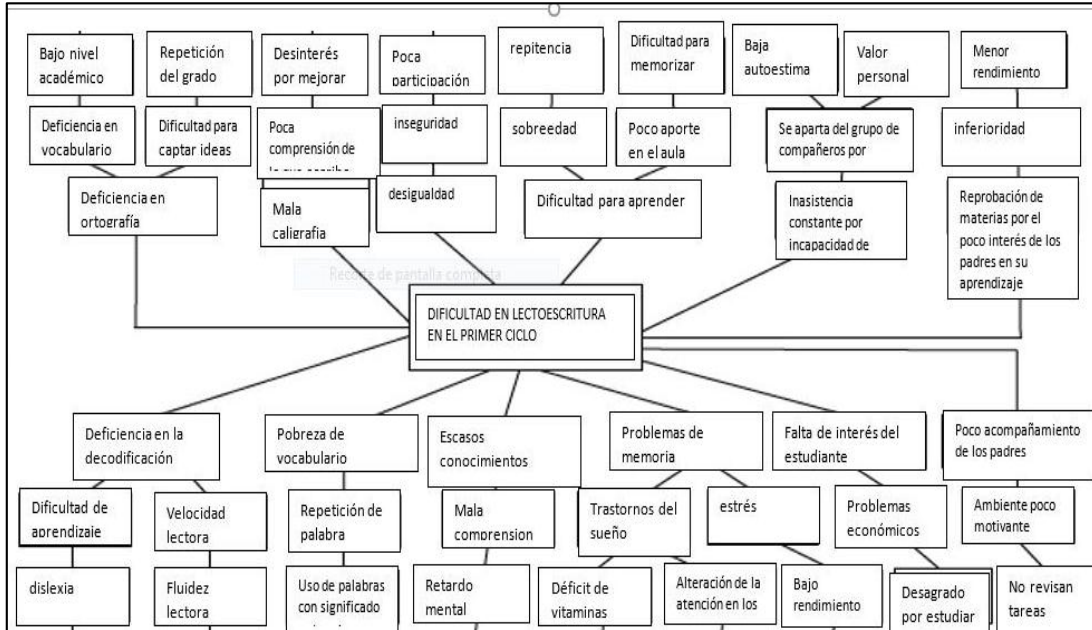 Bajo nivel
académico
Repetición
del grado
Desinterés
por mejorar
Poca
participación
repitencia
Dificultad para
memorizar
Baja
autoestima
Valor
personal
Menor
rendimiento
Deficiencia en
vocabulario
Dificultad para
captar ideas
Poca
comprensión de
lo que escribe
inseguridad
sobreedad
Poco aporte
en el aula
Se aparta del grupo de
compañeros por
inferioridad
Deficiencia en
ortografía
Mala
caligrafia
desigualdad
Dificultad para aprender
Inasistencia
constante por
incapacidad de
Reprobación de
materias por el
poco interés de los
padres en su
aprendizaje
Recorte de pantalla completa
DIFICULTAD EN LECTOESCRITURA
EN EL PRIMER CICLO
Deficiencia en la
decodificación
Pobreza de
vocabulario
Escasos
conocimientos
Problemas de
memoria
Falta de interés del
estudiante
Poco acompañamiento
de los padres
Dificultad de
aprendizaje
Velocidad
lectora
Repetición de
palabra
Mala
comprension
Trastornos del
sueño
estrés
Problemas
económicos
Ambiente poco
motivante
dislexia
Fluidez
lectora
Uso de palabras
con significado
Retardo
mental
Déficit de
vitaminas
Alteración de la
atención en los
Bajo
rendimiento
Desagrado
por estudiar
No revisan
tareas